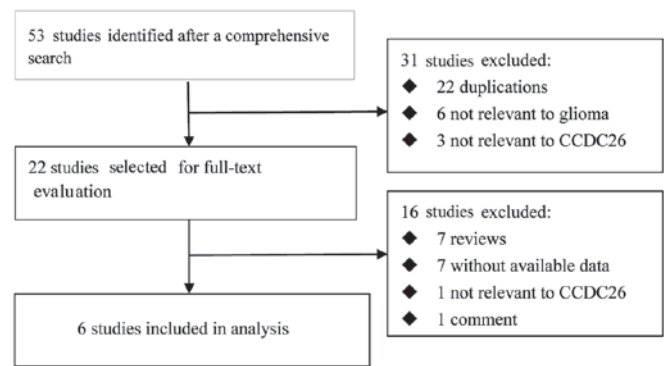 53 studies identified after a comprehensive
search
31 studies excluded:
◆ 22 duplications
◆ 6 not relevant to glioma
◆ 3 not relevant to CCDC26
22 studies selected for full-text
evaluation
16 studies excluded:
◆ 7 reviews
◆ 7 without available data
◆ 1 not relevant to CCDC26
◆ 1 comment
6 studies included in analysis